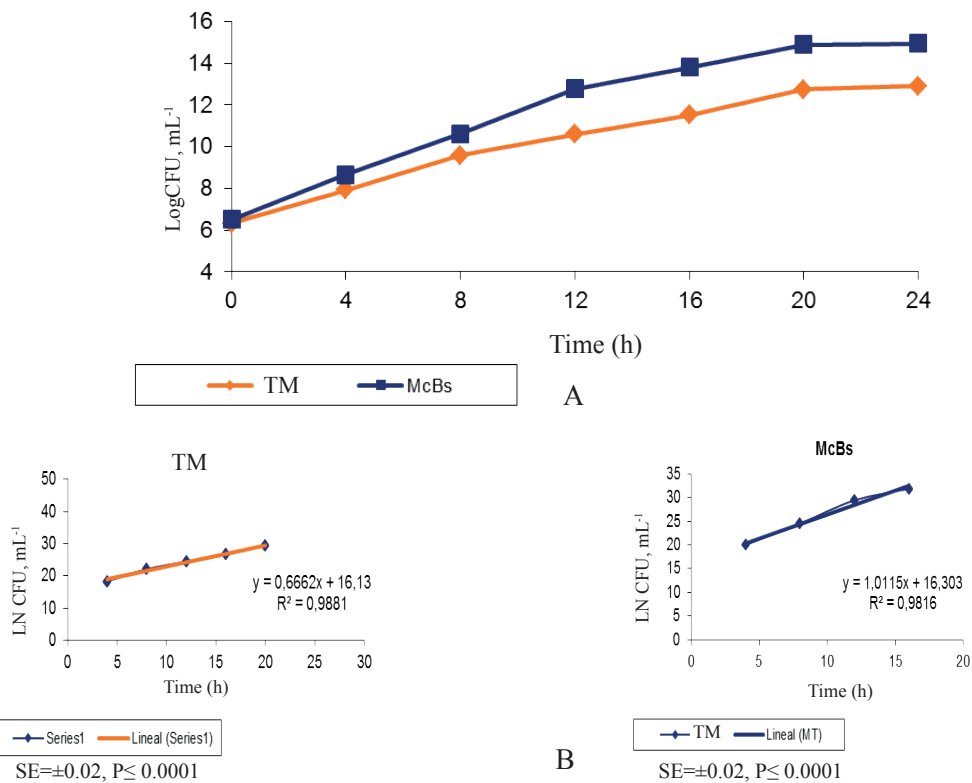 16
14
12
10
8
6
4
LogCFU, mL-1
0 4 8 12 16 20 24
Time (h)
TM McBs
A
TM
50
40
30
20
10
0
LN CFU, mL-1
y = 0,6662x + 16,13
R² = 0,9881
0 5 10 15 20 25 30
Time (h)
Series1 Lineal (Series1)
SE=±0.02, P≤ 0.0001
McBs
35
30
25
20
15
10
5
0
LN CFU, mL-1
y = 1,0115x + 16,303
R² = 0,9816
0 5 10 15 20
Time (h)
TM Lineal (MT)
SE=±0.02, P≤ 0.0001
B